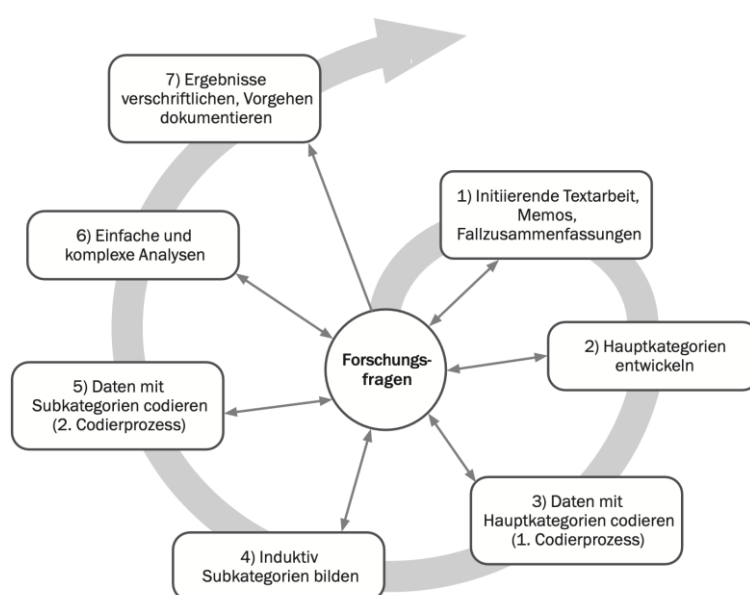 7) Ergebnisse
verschriftlichen, Vorgehen
dokumentieren
1) Initiierende Textarbeit,
Memos,
Fallzusammenfassungen
6) Einfache und
komplexe Analysen
2) Hauptkategorien
entwickeln
Forschungs-
fragen
5) Daten mit
Subkategorien codieren
(2. Codierprozess)
3) Daten mit
Hauptkategorien codieren
(1. Codierprozess)
4) Induktiv
Subkategorien bilden